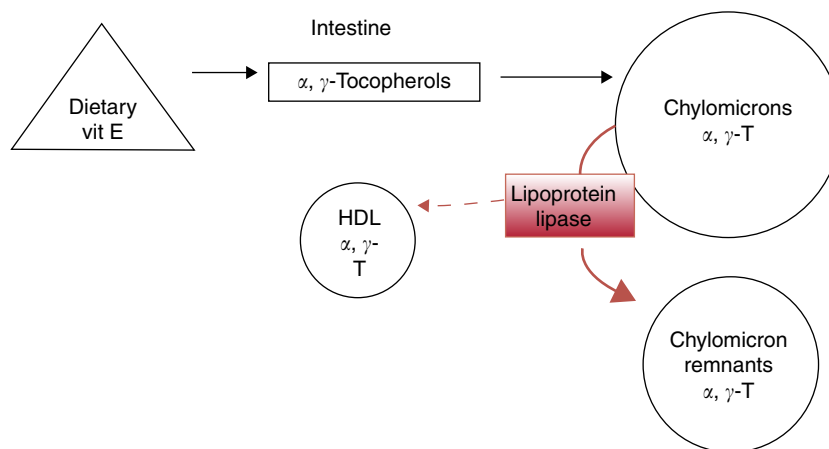 Intestine
Dietary
vit E
α, γ-Tocopherols
Chylomicrons
α, γ-T
Lipoprotein
lipase
HDL
α, γ-
T
Chylomicron
remnants
α, γ-T